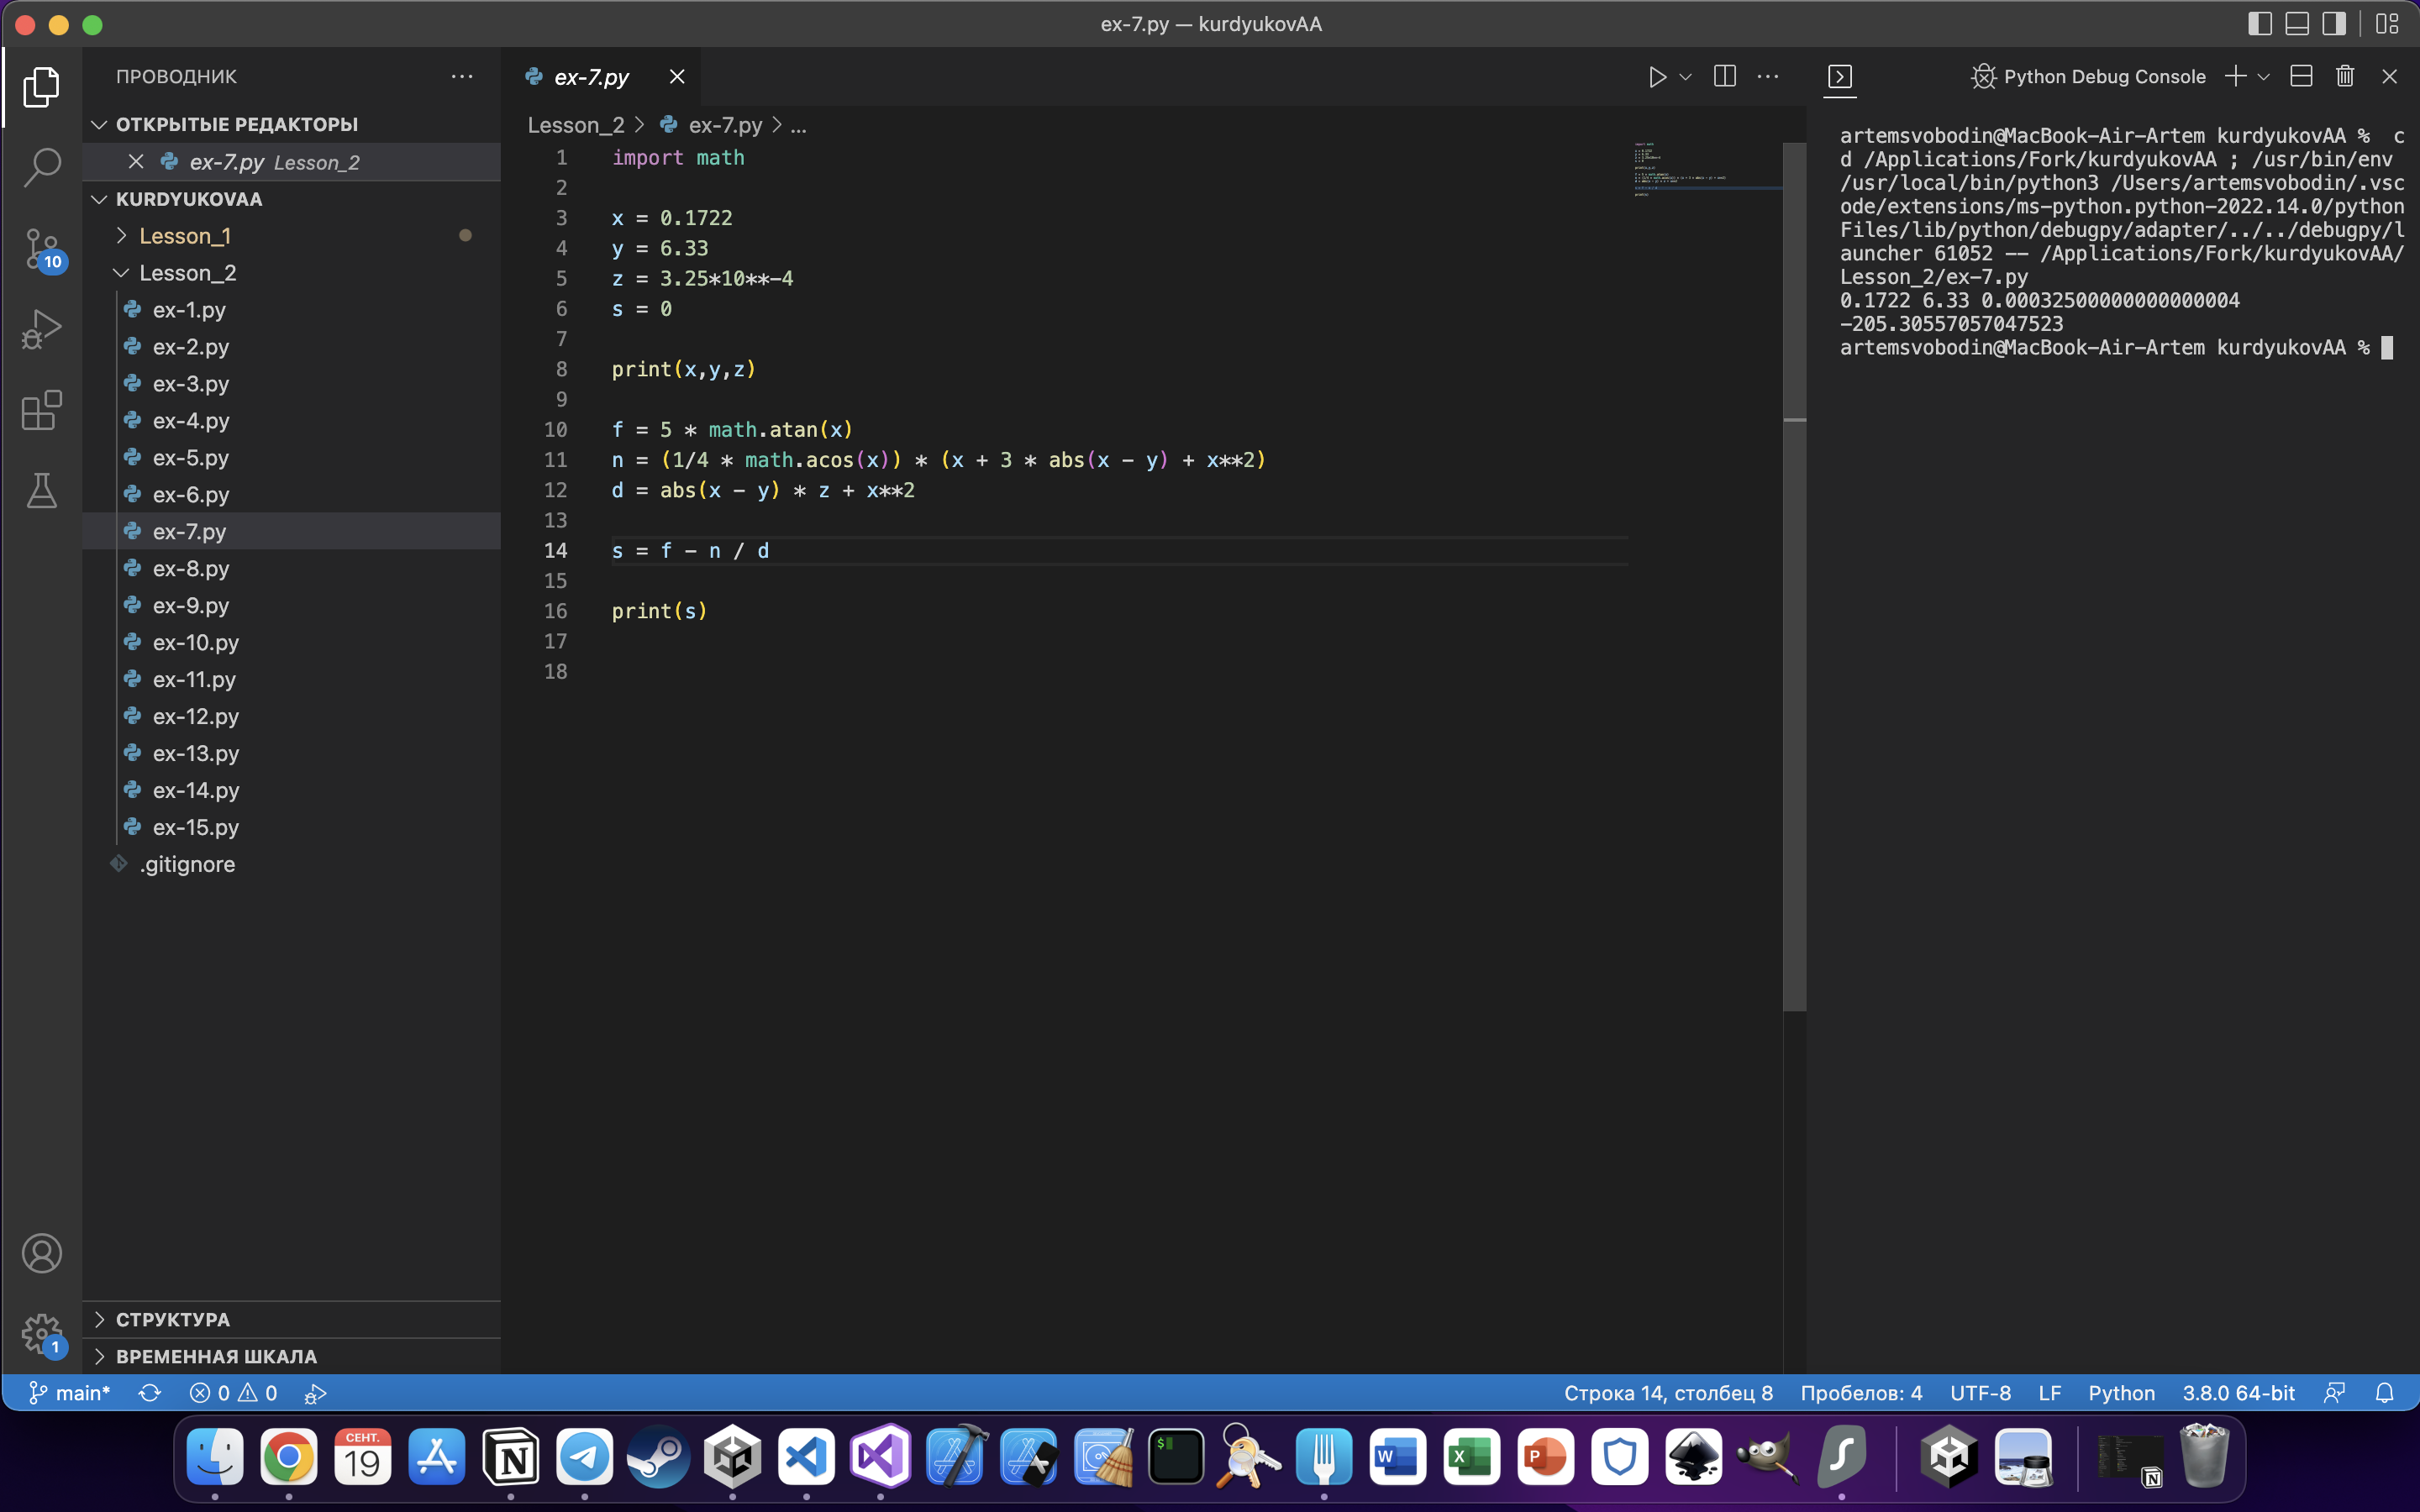 ex-7.py — kurdyukovAA
ПРОВОДНИК
ОТКРЫТЫЕ РЕДАКТОРЫ
ex-7.py Lesson_2
KURDYUKOVAA
Lesson_1
Lesson_2
ex-1.py
ex-2.py
ex-3.py
ex-4.py
ex-5.py
ex-6.py
ex-7.py
ex-8.py
ex-9.py
ex-10.py
ex-11.py
ex-12.py
ex-13.py
ex-14.py
ex-15.py
.gitignore
СТРУКТУРА
ВРЕМЕННАЯ ШКАЛА
10
1
ex-7.py
Lesson_2 > ex-7.py > ...
1 import math
2
3 x = 0.1722
4 y = 6.33
5 z = 3.25*10**-4
6 s = 0
7
8 print(x,y,z)
9
10 f = 5 * math.atan(x)
11 n = (1/4 * math.acos(x)) * (x + 3 * abs(x - y) + x**2)
12 d = abs(x - y) * z + x**2
13
14 s = f - n / d
15
16 print(s)
17
18
Python Debug Console
artemsvobodin@MacBook-Air-Artem kurdyukovAA %  c
d /Applications/Fork/kurdyukovAA ; /usr/bin/env
/usr/local/bin/python3 /Users/artemsvobodin/.vsc
ode/extensions/ms-python.python-2022.14.0/python
Files/lib/python/debugpy/adapter/../../debugpy/l
auncher 61052 -- /Applications/Fork/kurdyukovAA/
Lesson_2/ex-7.py
0.1722 6.33 0.00032500000000000004
-205.30557057047523
artemsvobodin@MacBook-Air-Artem kurdyukovAA %
main* 0 0 Строка 14, столбец 8 Пробелов: 4 UTF-8 LF Python 3.8.0 64-bit
СЕНТ.
19